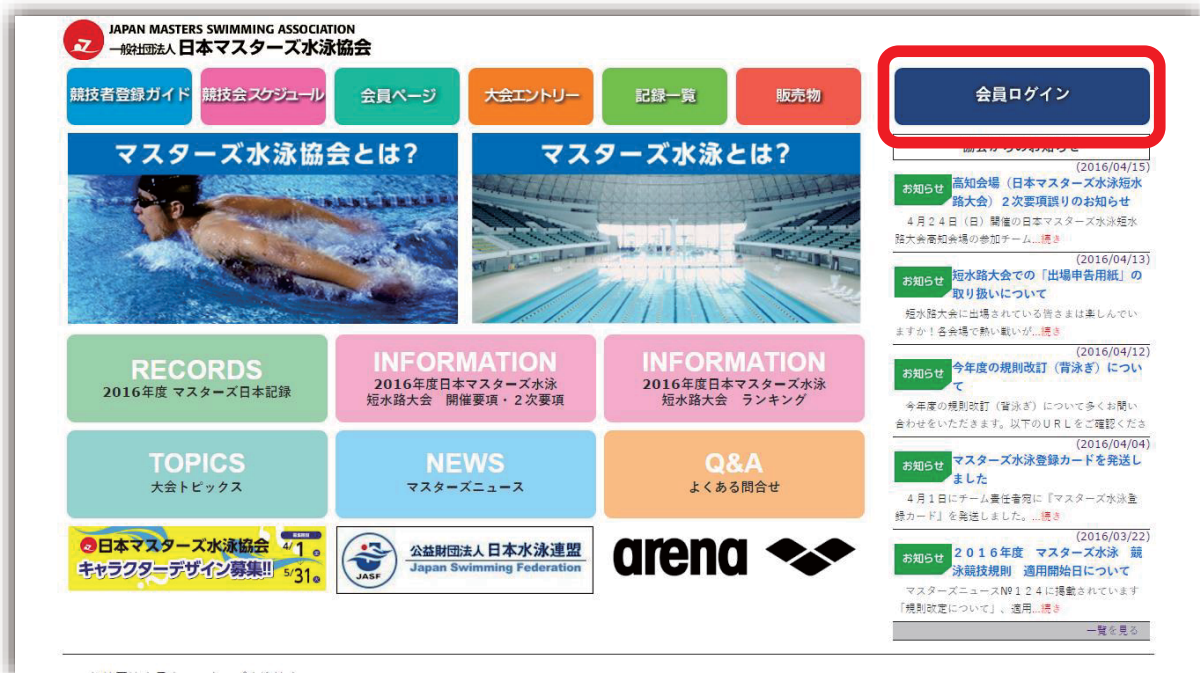 JAPAN MASTERS SWIMMING ASSOCIATION
一般社団法人 日本マスターズ水泳協会
競技者登録ガイド
競技会スケジュール
会員ページ
大会エントリー
記録一覧
販売物
会員ログイン
マスターズ水泳協会とは?
マスターズ水泳とは?
RECORDS
2016年度 マスターズ日本記録
INFORMATION
2016年度日本マスターズ水泳
短水路大会 開催要項・２次要項
INFORMATION
2016年度日本マスターズ水泳
短水路大会 ランキング
TOPICS
大会トピックス
NEWS
マスターズニュース
Q&A
よくある問合せ
日本マスターズ水泳協会
キャラクターデザイン募集!!
4/1
5/31
JASF
公益財団法人 日本水泳連盟
Japan Swimming Federation
arena
協会からのお知らせ
(2016/04/15)
お知らせ
高知会場（日本マスターズ水泳短水
路大会）２次要項誤りのお知らせ
４月２４日（日）開催の日本マスターズ水泳短水
路大会高知会場の参加チーム...続き
(2016/04/13)
お知らせ
短水路大会での「出場申告用紙」の
取り扱いについて
短水路大会に出場されている皆さまは楽しんでい
ますか！各会場で熱い戦いが...続き
(2016/04/12)
お知らせ
今年度の規則改訂（背泳ぎ）につい
て
今年度の規則改訂（背泳ぎ）について多くお問い
合わせをいただきます。以下のＵＲＬをご確認くださ
(2016/04/04)
お知らせ
マスターズ水泳登録カードを発送し
ました
４月１日にチーム責任者宛に『マスターズ水泳登
録カード』を発送しました。...続き
(2016/03/22)
お知らせ
２０１６年度 マスターズ水泳 競
泳競技規則 適用開始日について
マスターズニュース№１２４に掲載されています
「規則改定について」、適用...続き
一覧を見る